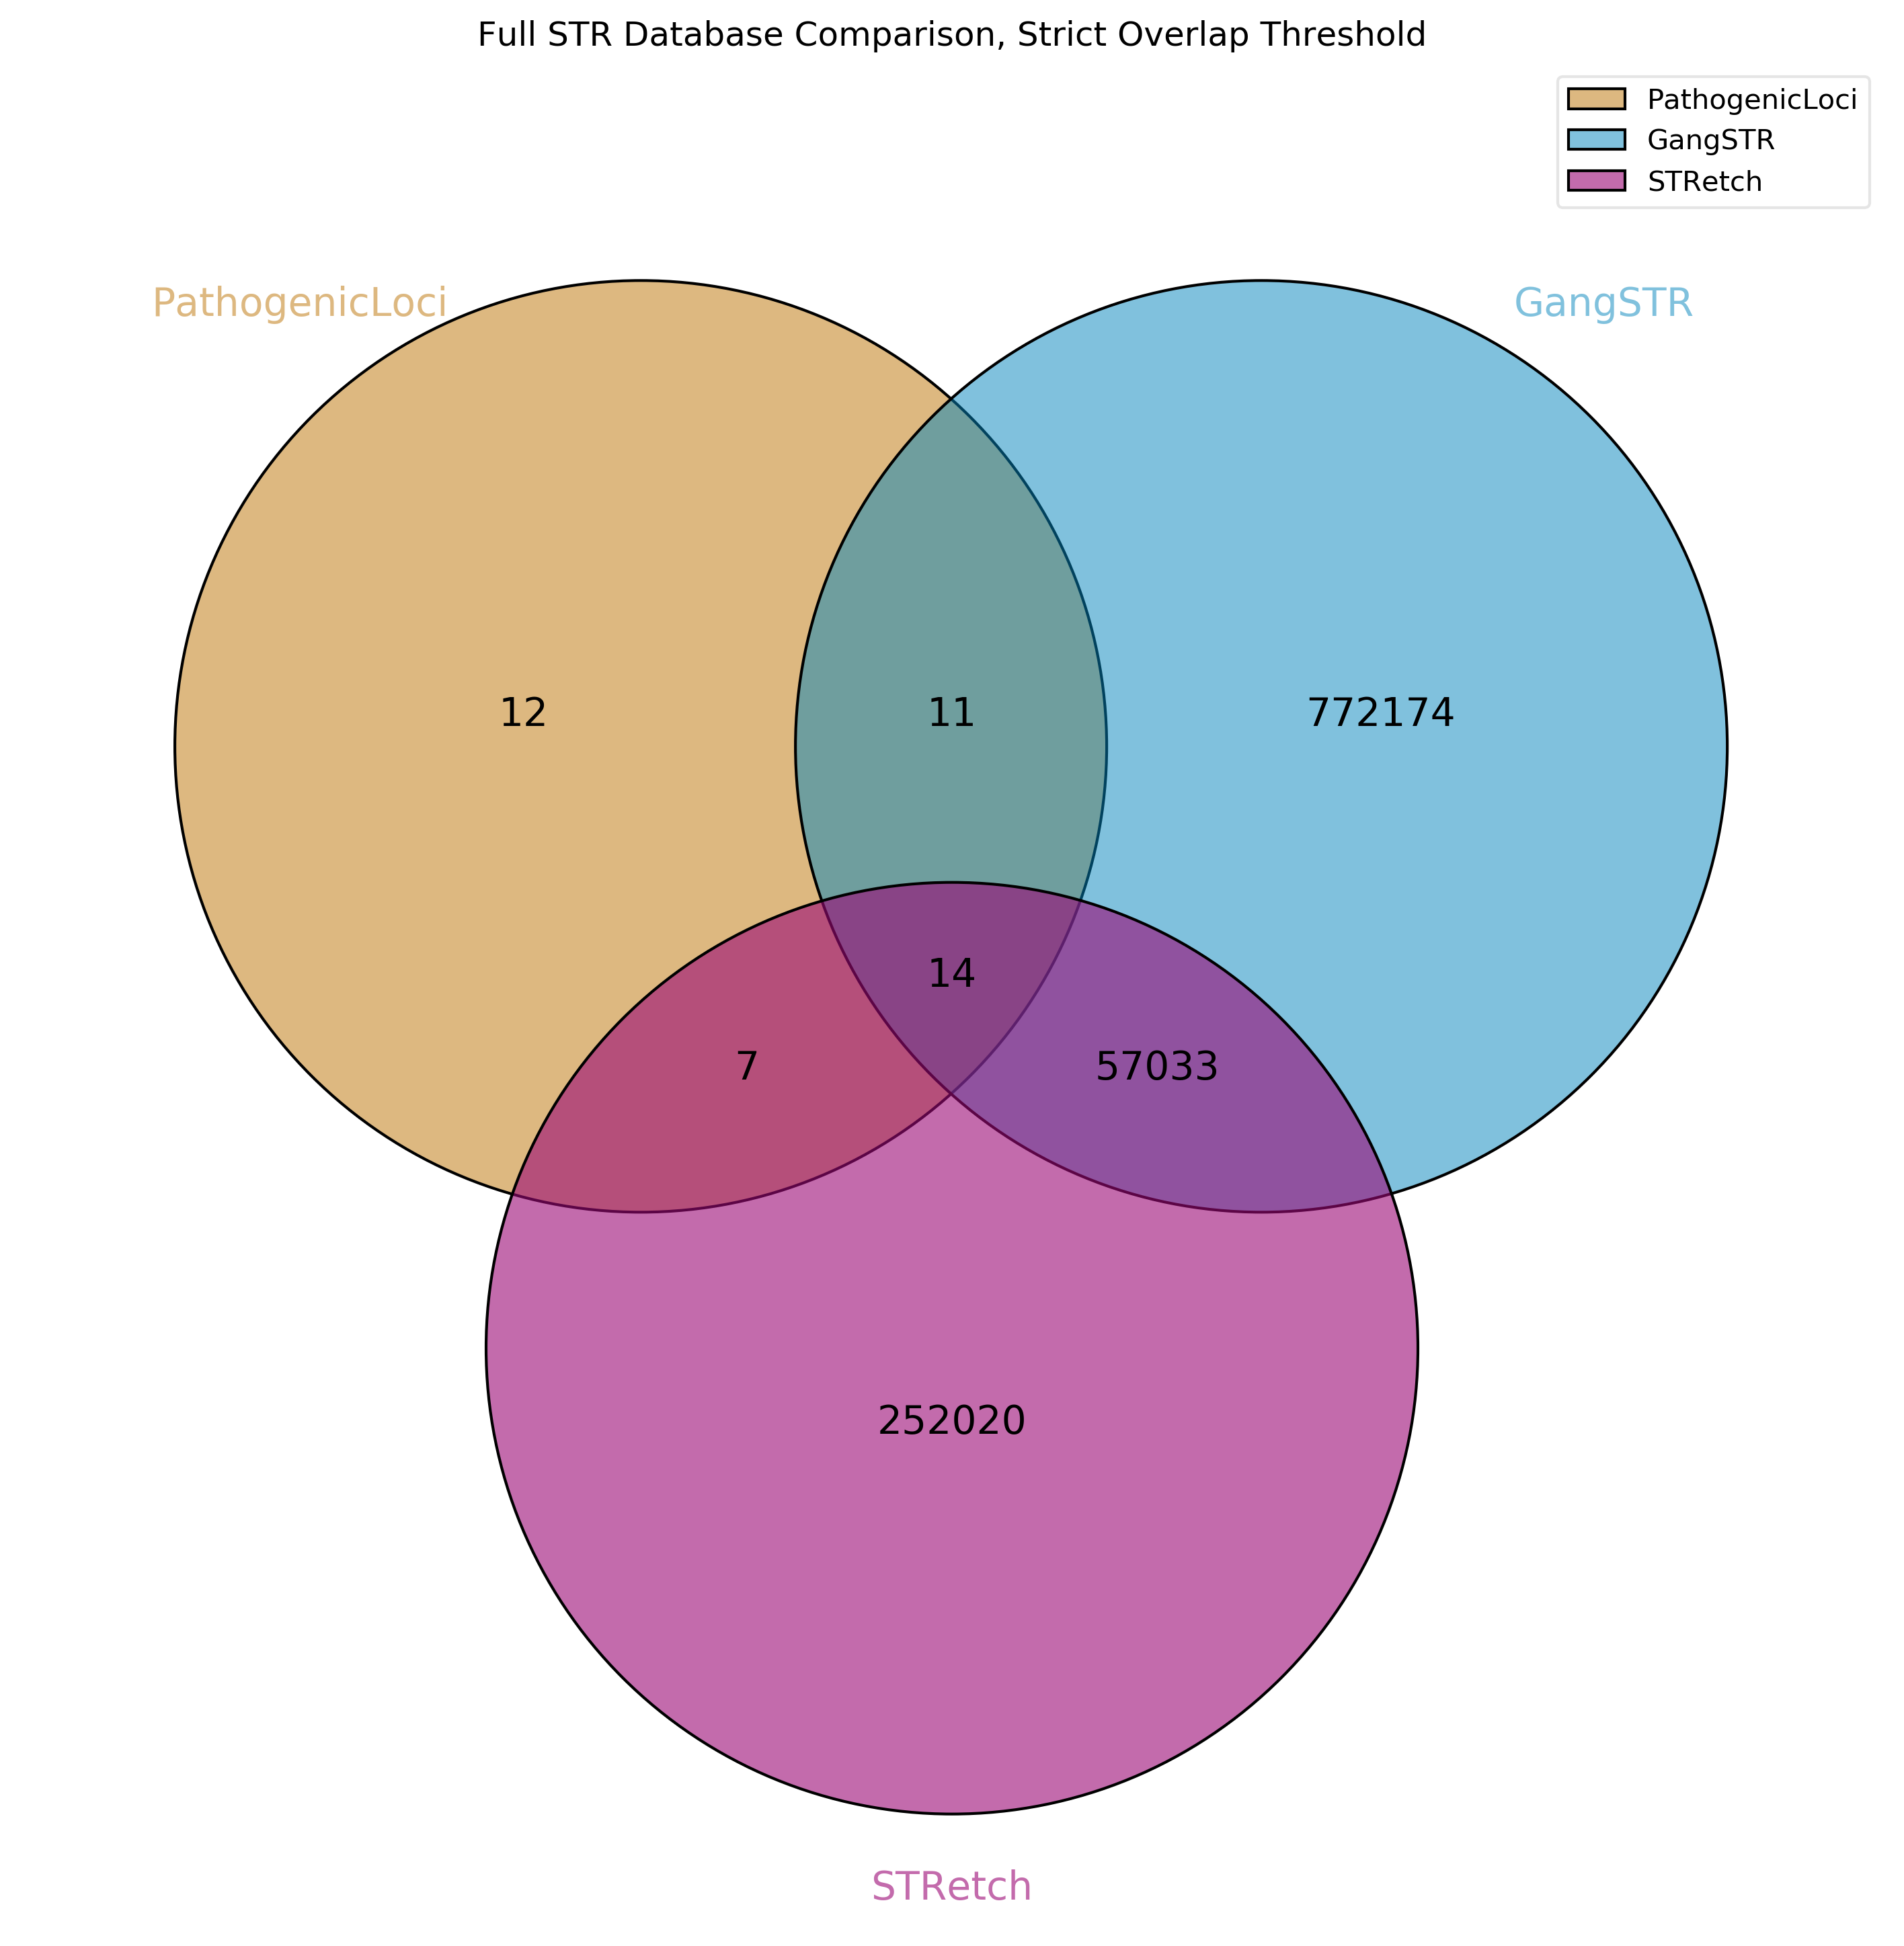 Full STR Database Comparison, Strict Overlap Threshold
PathogenicLoci
GangSTR
STRetch
PathogenicLoci
GangSTR
12
11
772174
14
7
57033
252020
STRetch